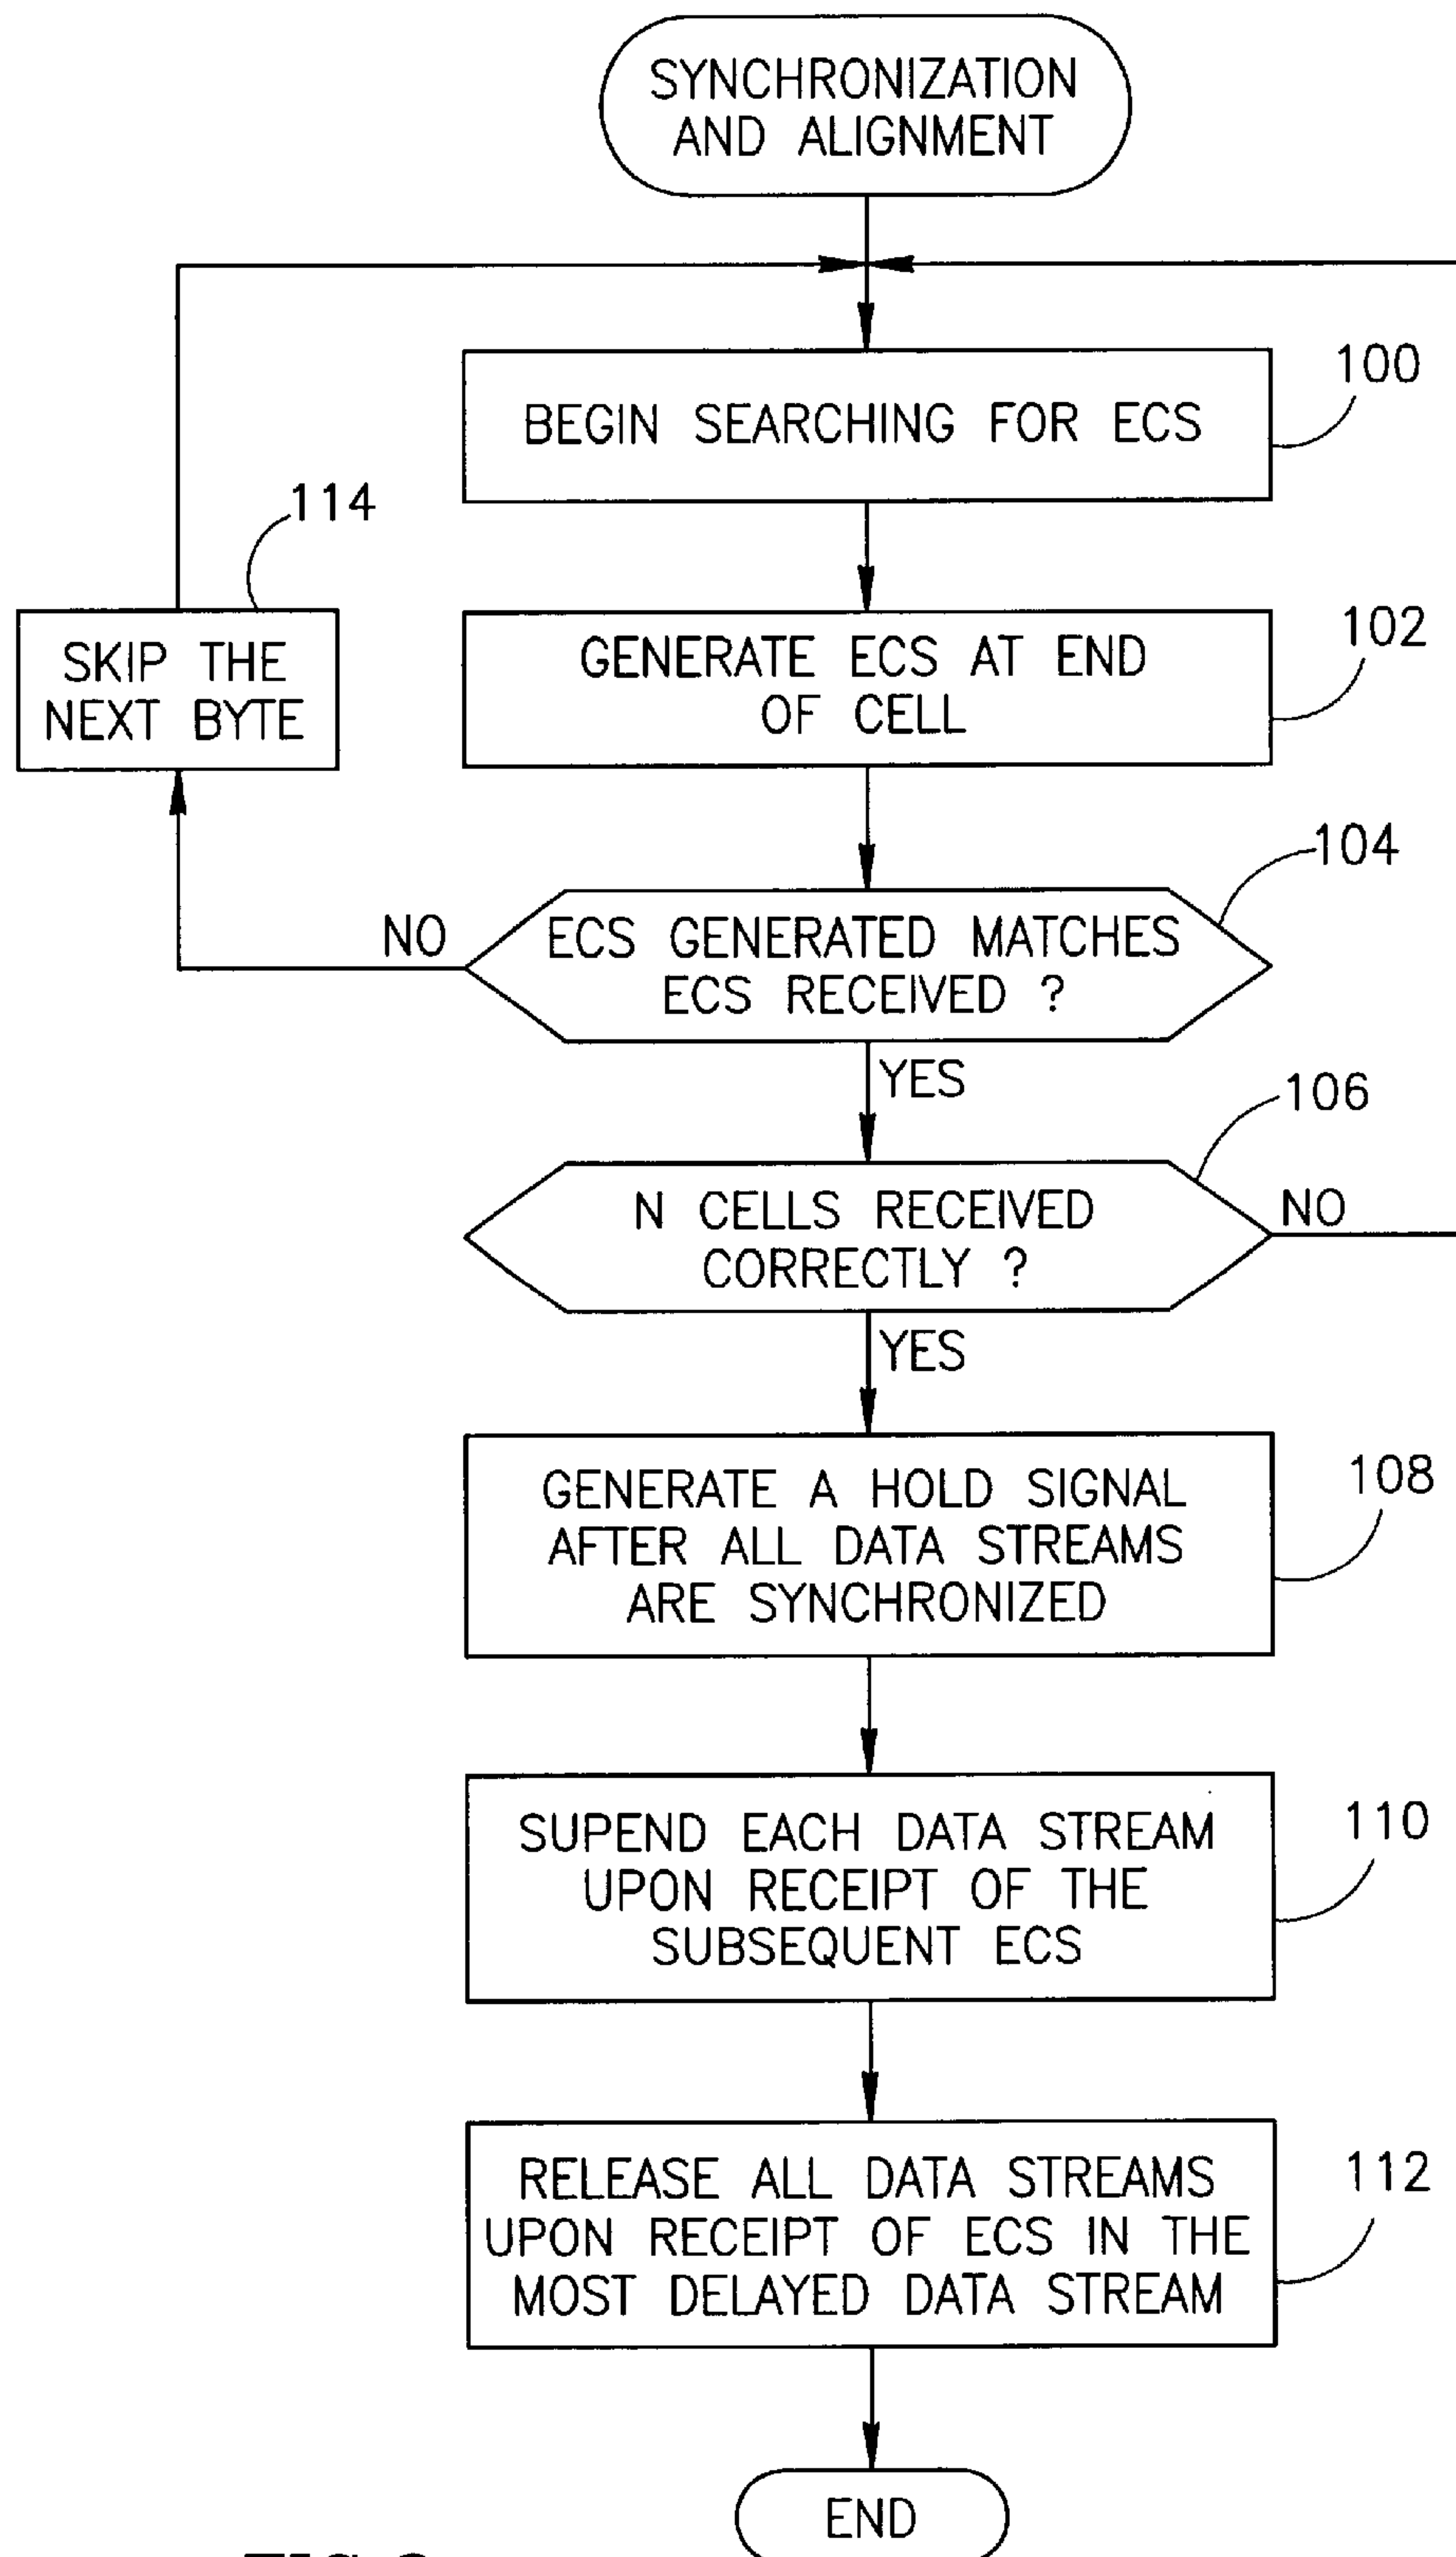 SYNCHRONIZATION
AND ALIGNMENT
100
BEGIN SEARCHING FOR ECS
114
SKIP THE
NEXT BYTE
102
GENERATE ECS AT END
OF CELL
104
NO
ECS GENERATED MATCHES
ECS RECEIVED ?
YES
106
N CELLS RECEIVED
CORRECTLY ?
NO
YES
108
GENERATE A HOLD SIGNAL
AFTER ALL DATA STREAMS
ARE SYNCHRONIZED
110
SUPEND EACH DATA STREAM
UPON RECEIPT OF THE
SUBSEQUENT ECS
112
RELEASE ALL DATA STREAMS
UPON RECEIPT OF ECS IN THE
MOST DELAYED DATA STREAM
END